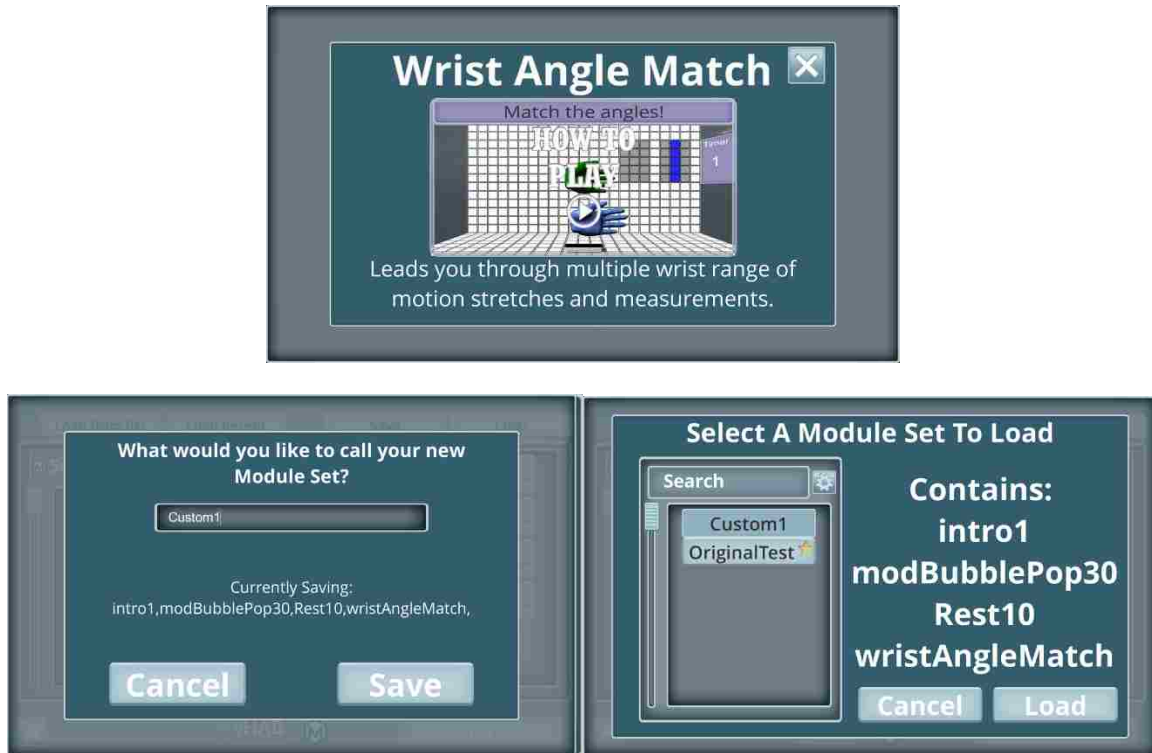 Wrist Angle Match
Match the angles!
HOW TO
PLAY
Timer
1
Leads you through multiple wrist range of
motion stretches and measurements.
What would you like to call your new
Module Set?
Custom1
Currently Saving:
intro1,modBubblePop30,Rest10,wristAngleMatch,
Cancel
Save
Select A Module Set To Load
Search
Custom1
OriginalTest
Contains:
intro1
modBubblePop30
Rest10
wristAngleMatch
Cancel
Load